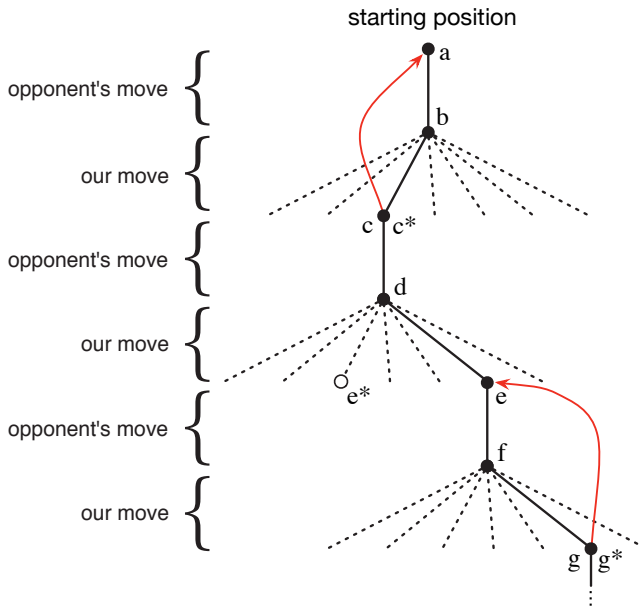 starting position
a
opponent's move
b
our move
c c*
opponent's move
d
our move
e* e
opponent's move
f
our move
g g*